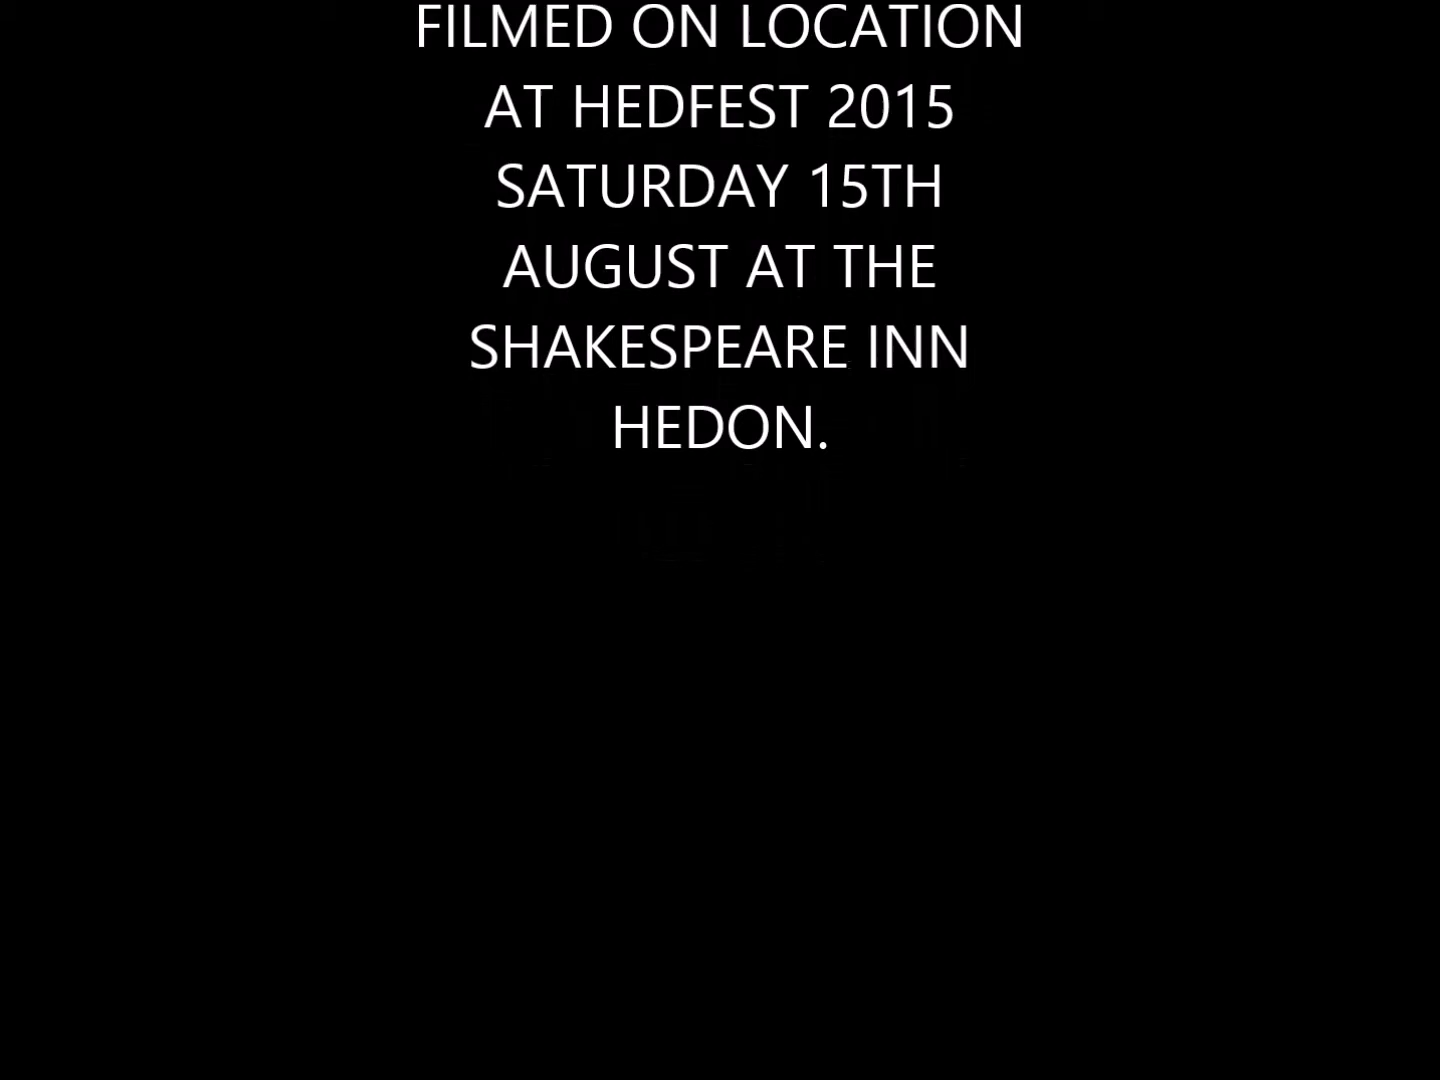 FILMED ON LOCATION
AT HEDFEST 2015
SATURDAY 15TH
AUGUST AT THE
SHAKESPEARE INN
HEDON.